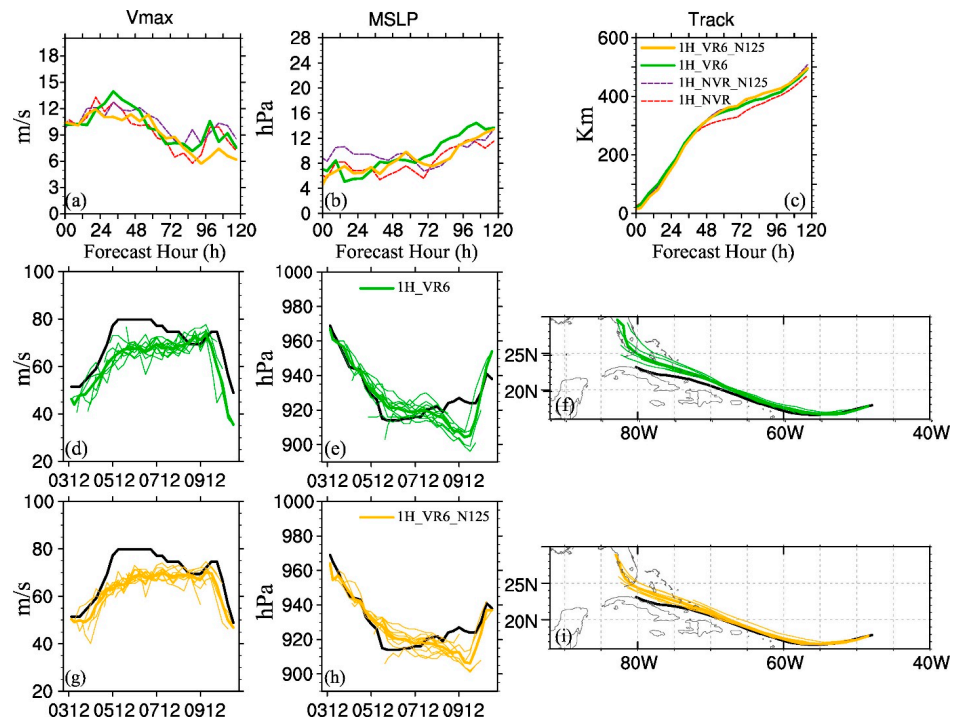 Vmax
MSLP
Track
20
18
15
12
9
6
3
0
m/s
(a)
00 24 48 72 96 120
Forecast Hour (h)
28
24
20
16
12
8
4
0
hPa
(b)
00 24 48 72 96 120
Forecast Hour (h)
600
400
200
0
Km
1H_VR6_N125
1H_VR6
1H_NVR_N125
1H_NVR
(c)
00 24 48 72 96 120
Forecast Hour (h)
100
80
60
40
20
m/s
(d)
0312 0512 0712 0912
1000
980
960
940
920
900
hPa
1H_VR6
(e)
0312 0512 0712 0912
25N
20N
(f)
80W 60W 40W
100
80
60
40
20
m/s
(g)
0312 0512 0712 0912
1000
980
960
940
920
900
hPa
1H_VR6_N125
(h)
0312 0512 0712 0912
25N
20N
(i)
80W 60W 40W